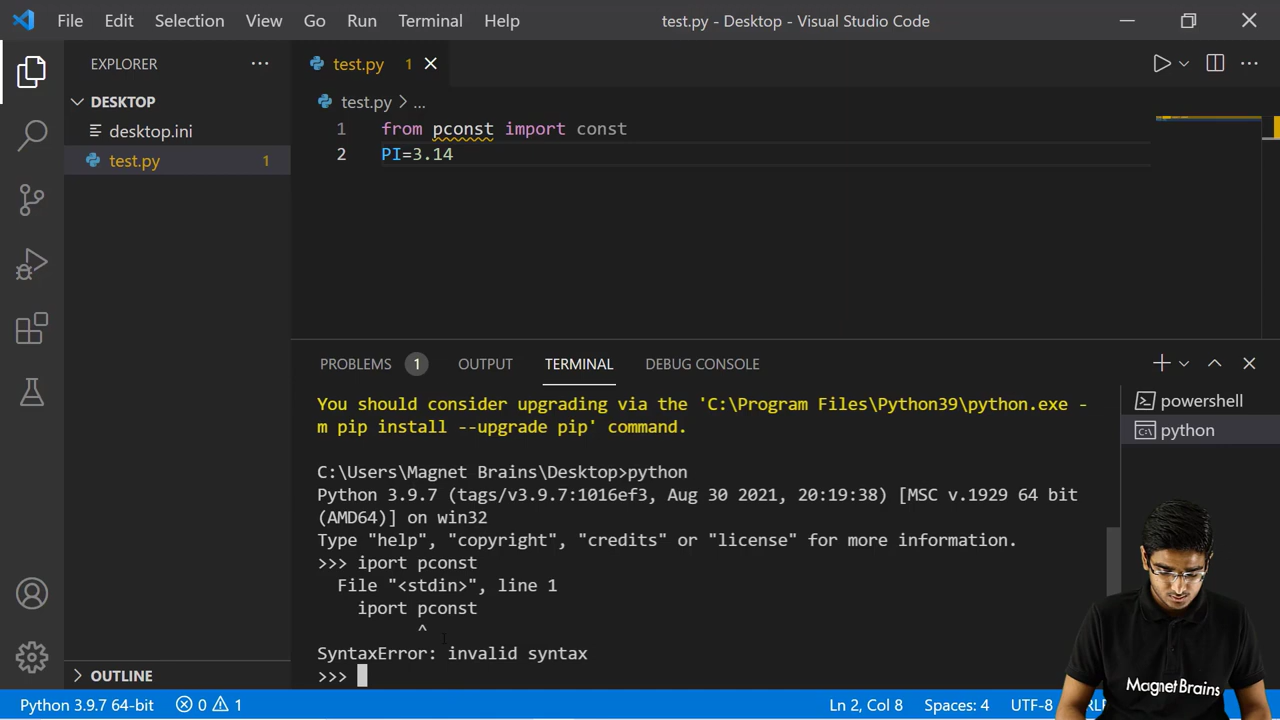 File Edit Selection View Go Run Terminal Help test.py - Desktop - Visual Studio Code
EXPLORER
DESKTOP
desktop.ini
test.py 1
OUTLINE
test.py 1
test.py > ...
1 from pconst import const
2 PI=3.14
PROBLEMS 1 OUTPUT TERMINAL DEBUG CONSOLE
You should consider upgrading via the 'C:\Program Files\Python39\python.exe -
m pip install --upgrade pip' command.
C:\Users\Magnet Brains\Desktop>python
Python 3.9.7 (tags/v3.9.7:1016ef3, Aug 30 2021, 20:19:38) [MSC v.1929 64 bit
(AMD64)] on win32
Type "help", "copyright", "credits" or "license" for more information.
>>> iport pconst
File "<stdin>", line 1
iport pconst
^
SyntaxError: invalid syntax
>>>
powershell
python
MagnetBrains
Python 3.9.7 64-bit 0 1 Ln 2, Col 8 Spaces: 4 UTF-8